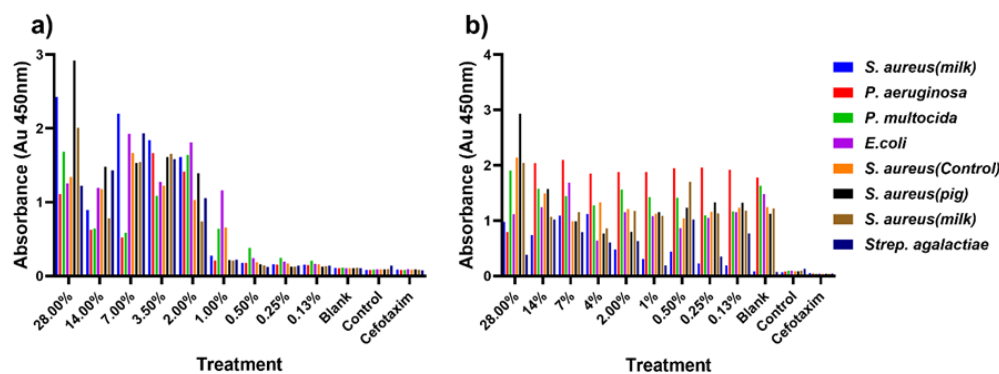 a)
Absorbance (Au 450nm)
3
2
1
0
28.00%
14.00%
7.00%
3.50%
2.00%
1.00%
0.50%
0.25%
0.13%
Blank
Control
Cefotaxim
Treatment
b)
Absorbance (Au 450nm)
4
3
2
1
0
28.00%
14%
7%
4%
2.00%
1%
0.50%
0.25%
0.13%
Blank
Control
Cefotaxim
Treatment
S. aureus(milk)
P. aeruginosa
P. multocida
E.coli
S. aureus(Control)
S. aureus(pig)
S. aureus(milk)
Strep. agalactiae